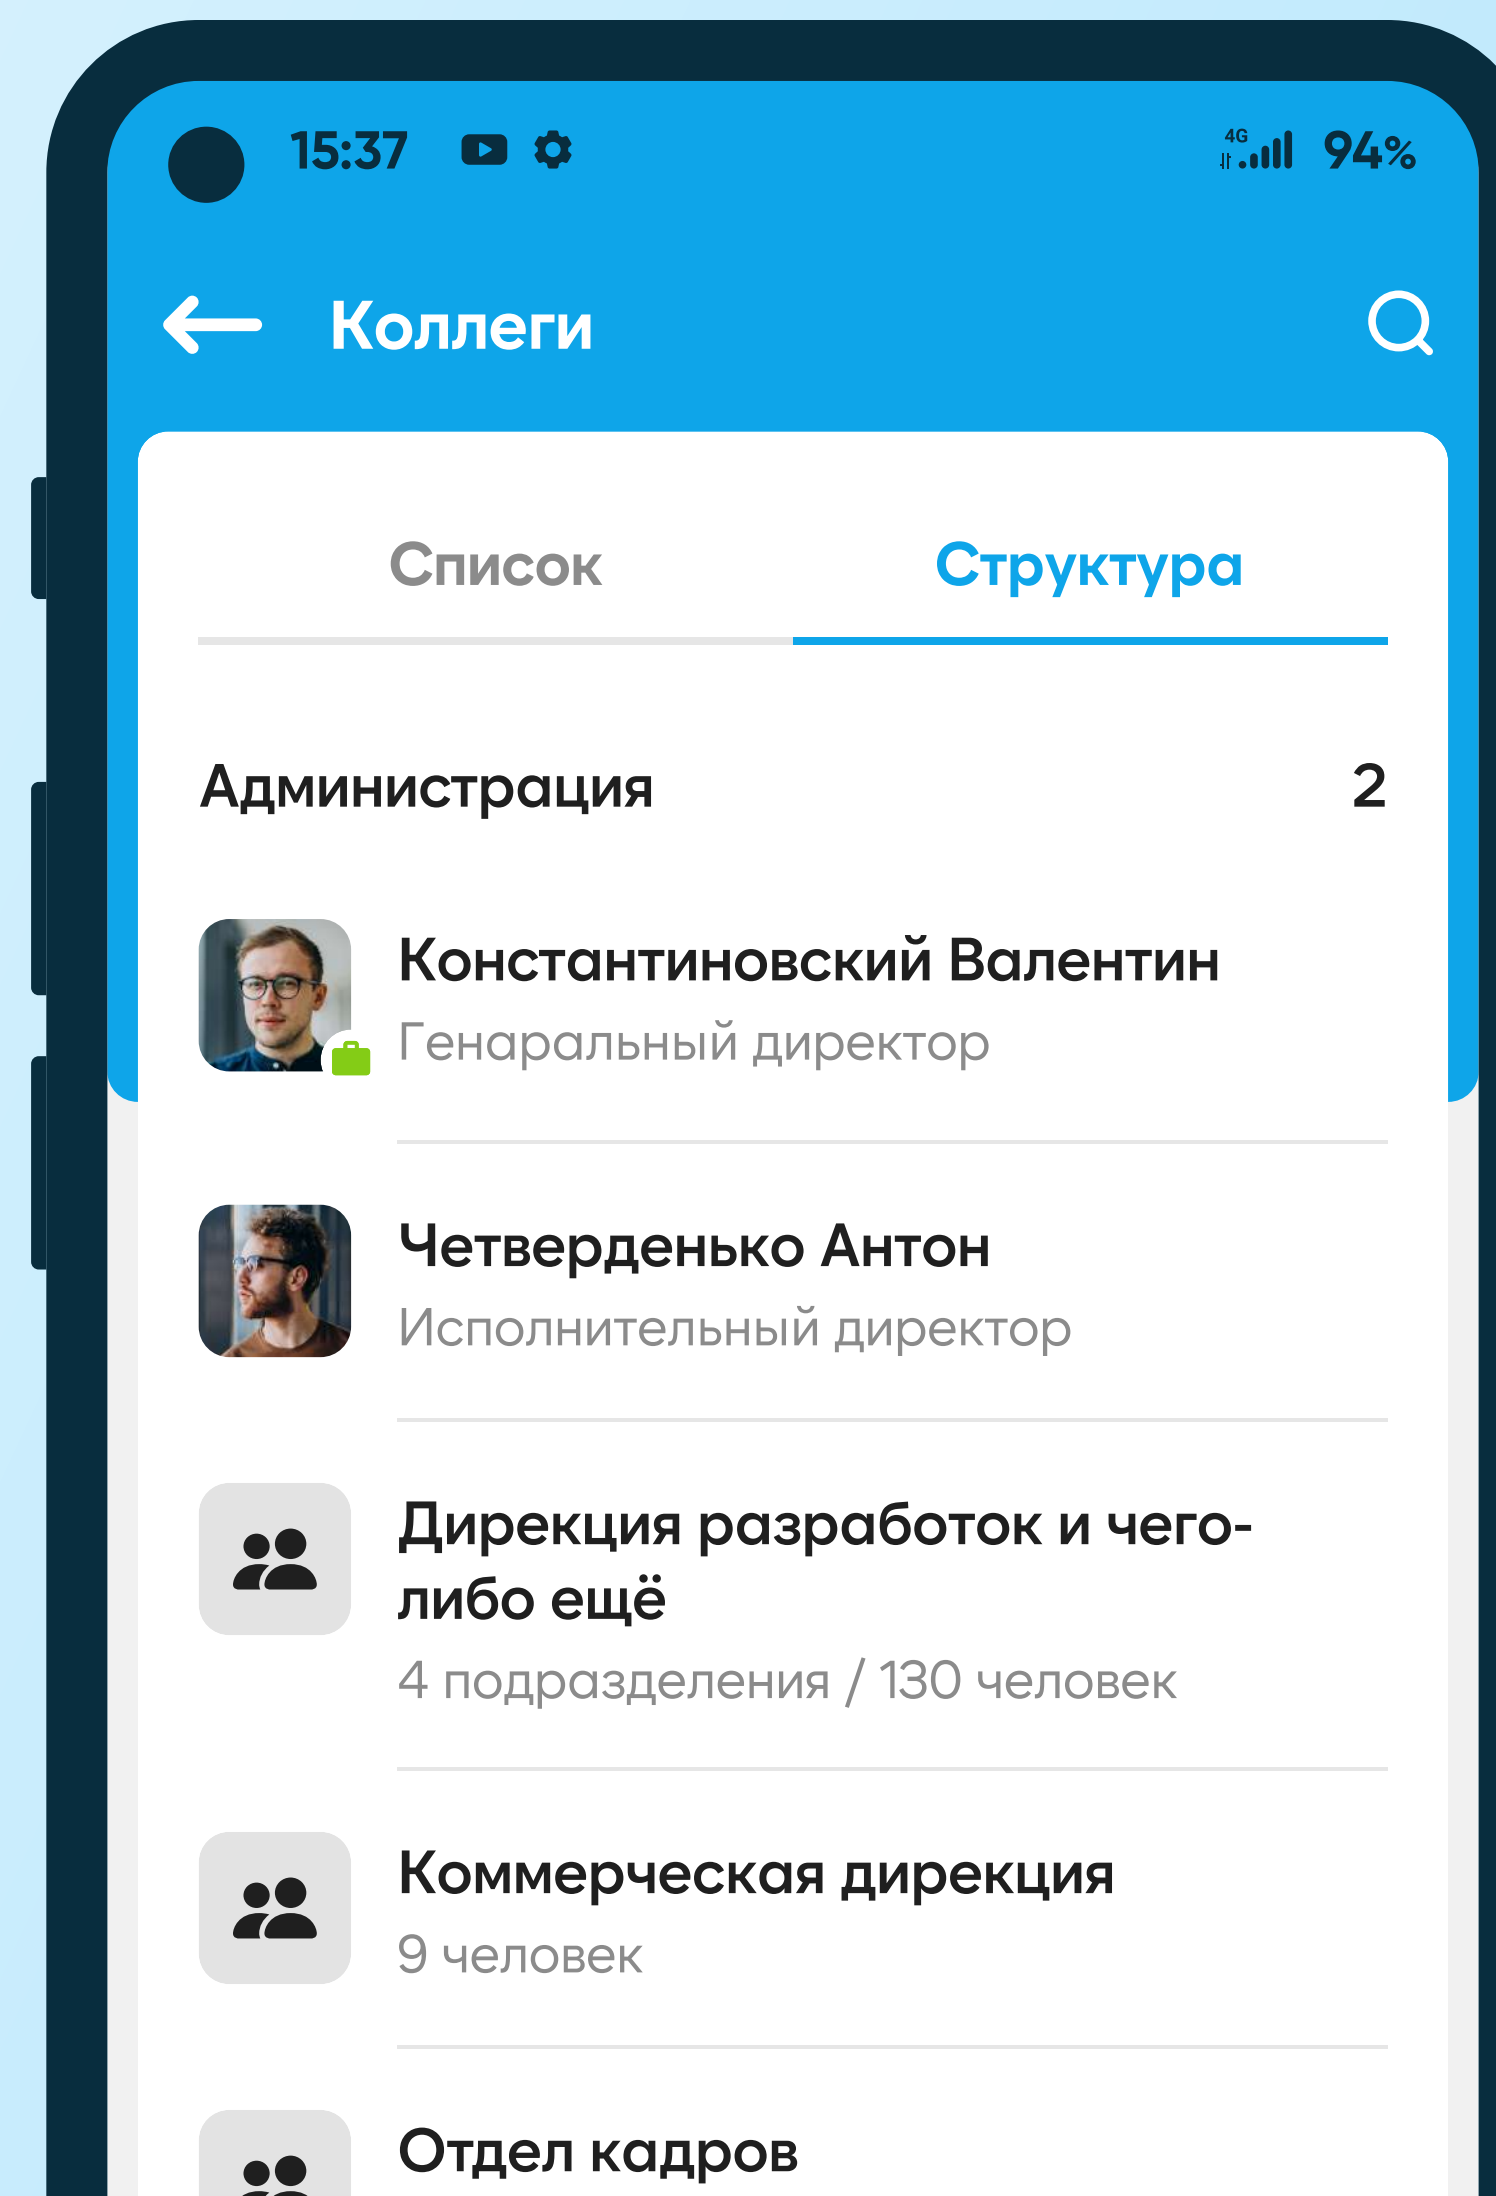 15:37
4G
94%
Коллеги
Список
Структура
Администрация
2
Константиновский Валентин
Генаральный директор
Четверденько Антон
Исполнительный директор
Дирекция разработок и чего-
либо ещё
4 подразделения / 130 человек
Коммерческая дирекция
9 человек
Отдел кадров